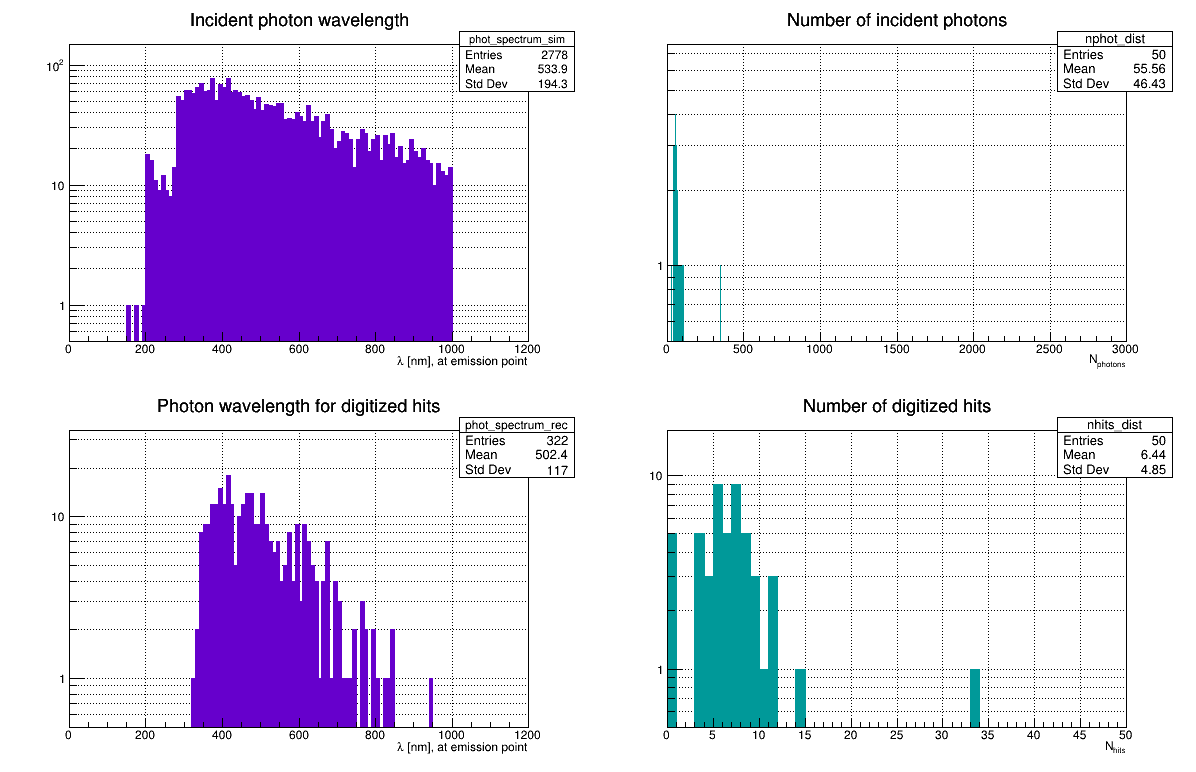 Incident photon wavelength
phot_spectrum_sim
Entries 2778
Mean 533.9
Std Dev 194.3
10²
10
1
0 200 400 600 800 1000 1200
λ [nm], at emission point
Number of incident photons
nphot_dist
Entries 50
Mean 55.56
Std Dev 46.43
1
0 500 1000 1500 2000 2500 3000
Nphotons
Photon wavelength for digitized hits
phot_spectrum_rec
Entries 322
Mean 502.4
Std Dev 117
10
1
0 200 400 600 800 1000 1200
λ [nm], at emission point
Number of digitized hits
nhits_dist
Entries 50
Mean 6.44
Std Dev 4.85
10
1
0 5 10 15 20 25 30 35 40 45 50
Nhits